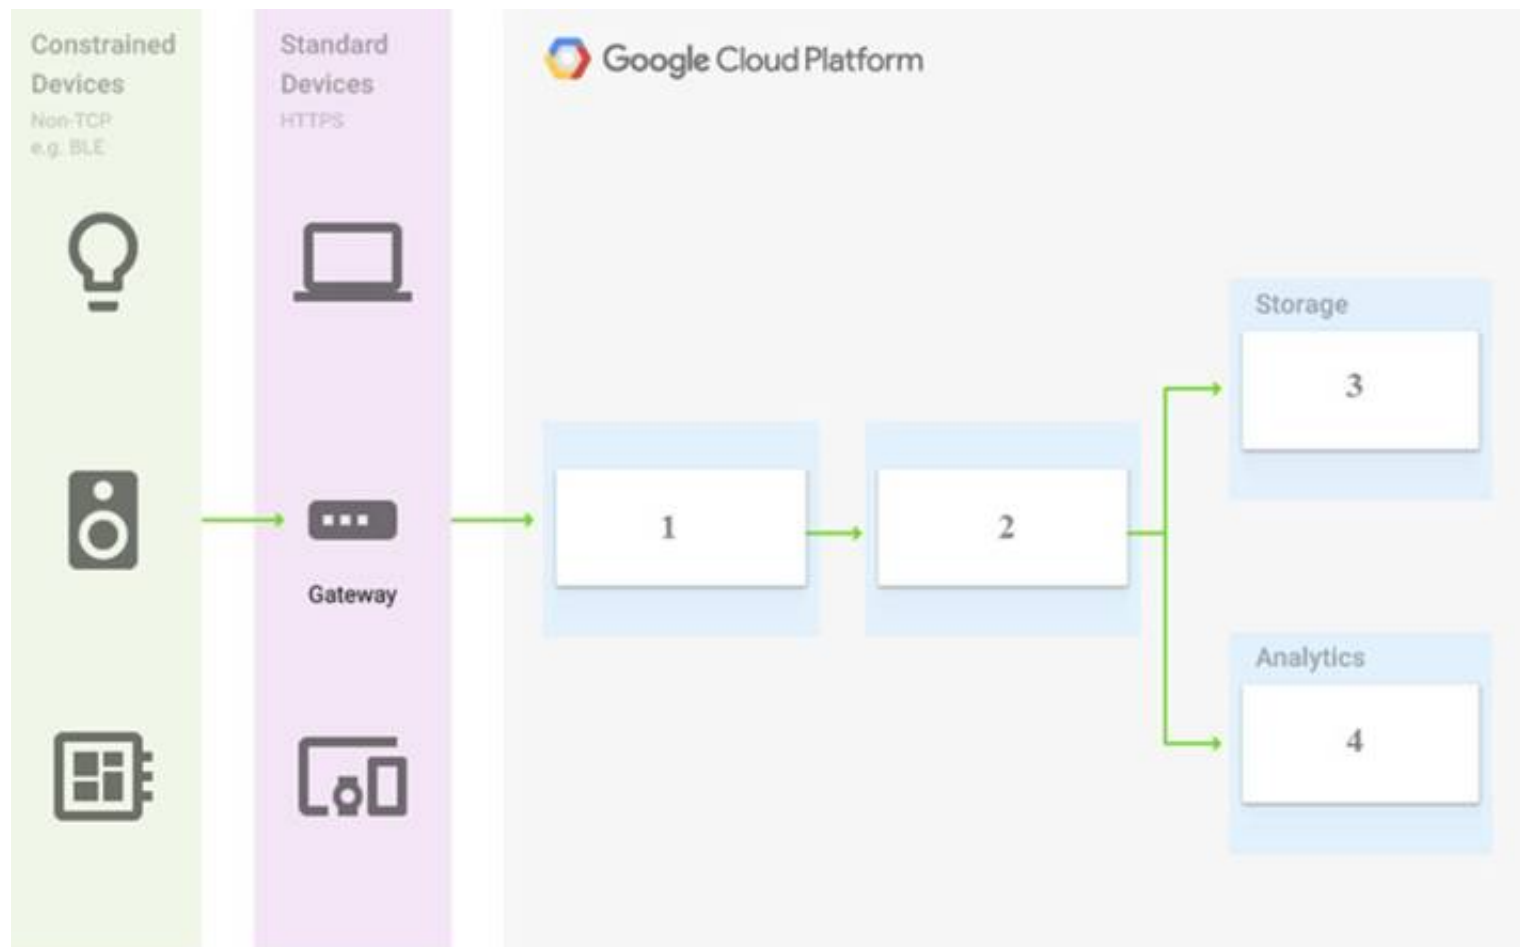 Constrained
Devices
Non-TCP
e.g. BLE
Standard
Devices
HTTPS
Gateway
Google Cloud Platform
1
2
Storage
3
Analytics
4